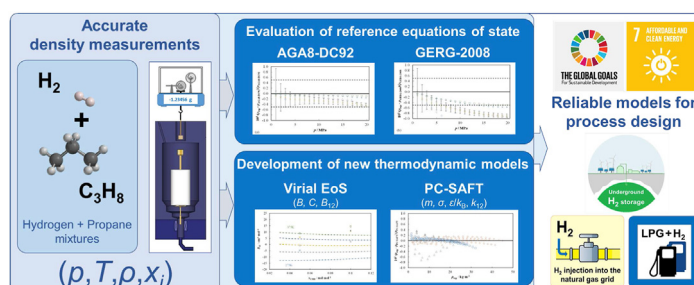 Accurate
density measurements
H₂
+
C₃H₈
Hydrogen + Propane
mixtures
(p,T,ρ,xᵢ)
Evaluation of reference equations of state
AGA8-DC92
GERG-2008
p / MPa
p / MPa
Development of new thermodynamic models
Virial EoS
PC-SAFT
(B, C, B₁₂)
(m, σ, ε/k_B, k₁₂)
THE GLOBAL GOALS
For Sustainable Development
7 AFFORDABLE AND
CLEAN ENERGY
Reliable models for
process design
Underground
H₂ storage
H₂
H₂ injection into the
natural gas grid
LPG+H₂